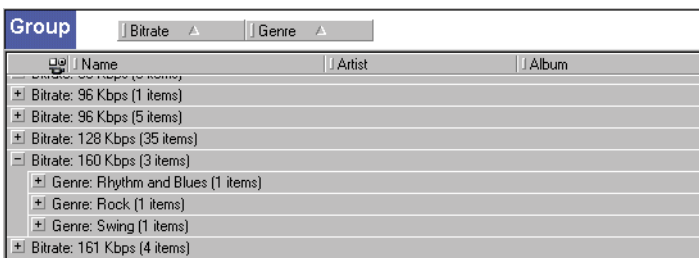 Group Bitrate Genre
Name Artist Album
Bitrate: 96 Kbps (1 items)
Bitrate: 96 Kbps (5 items)
Bitrate: 128 Kbps (35 items)
Bitrate: 160 Kbps (3 items)
Genre: Rhythm and Blues (1 items)
Genre: Rock (1 items)
Genre: Swing (1 items)
Bitrate: 161 Kbps (4 items)